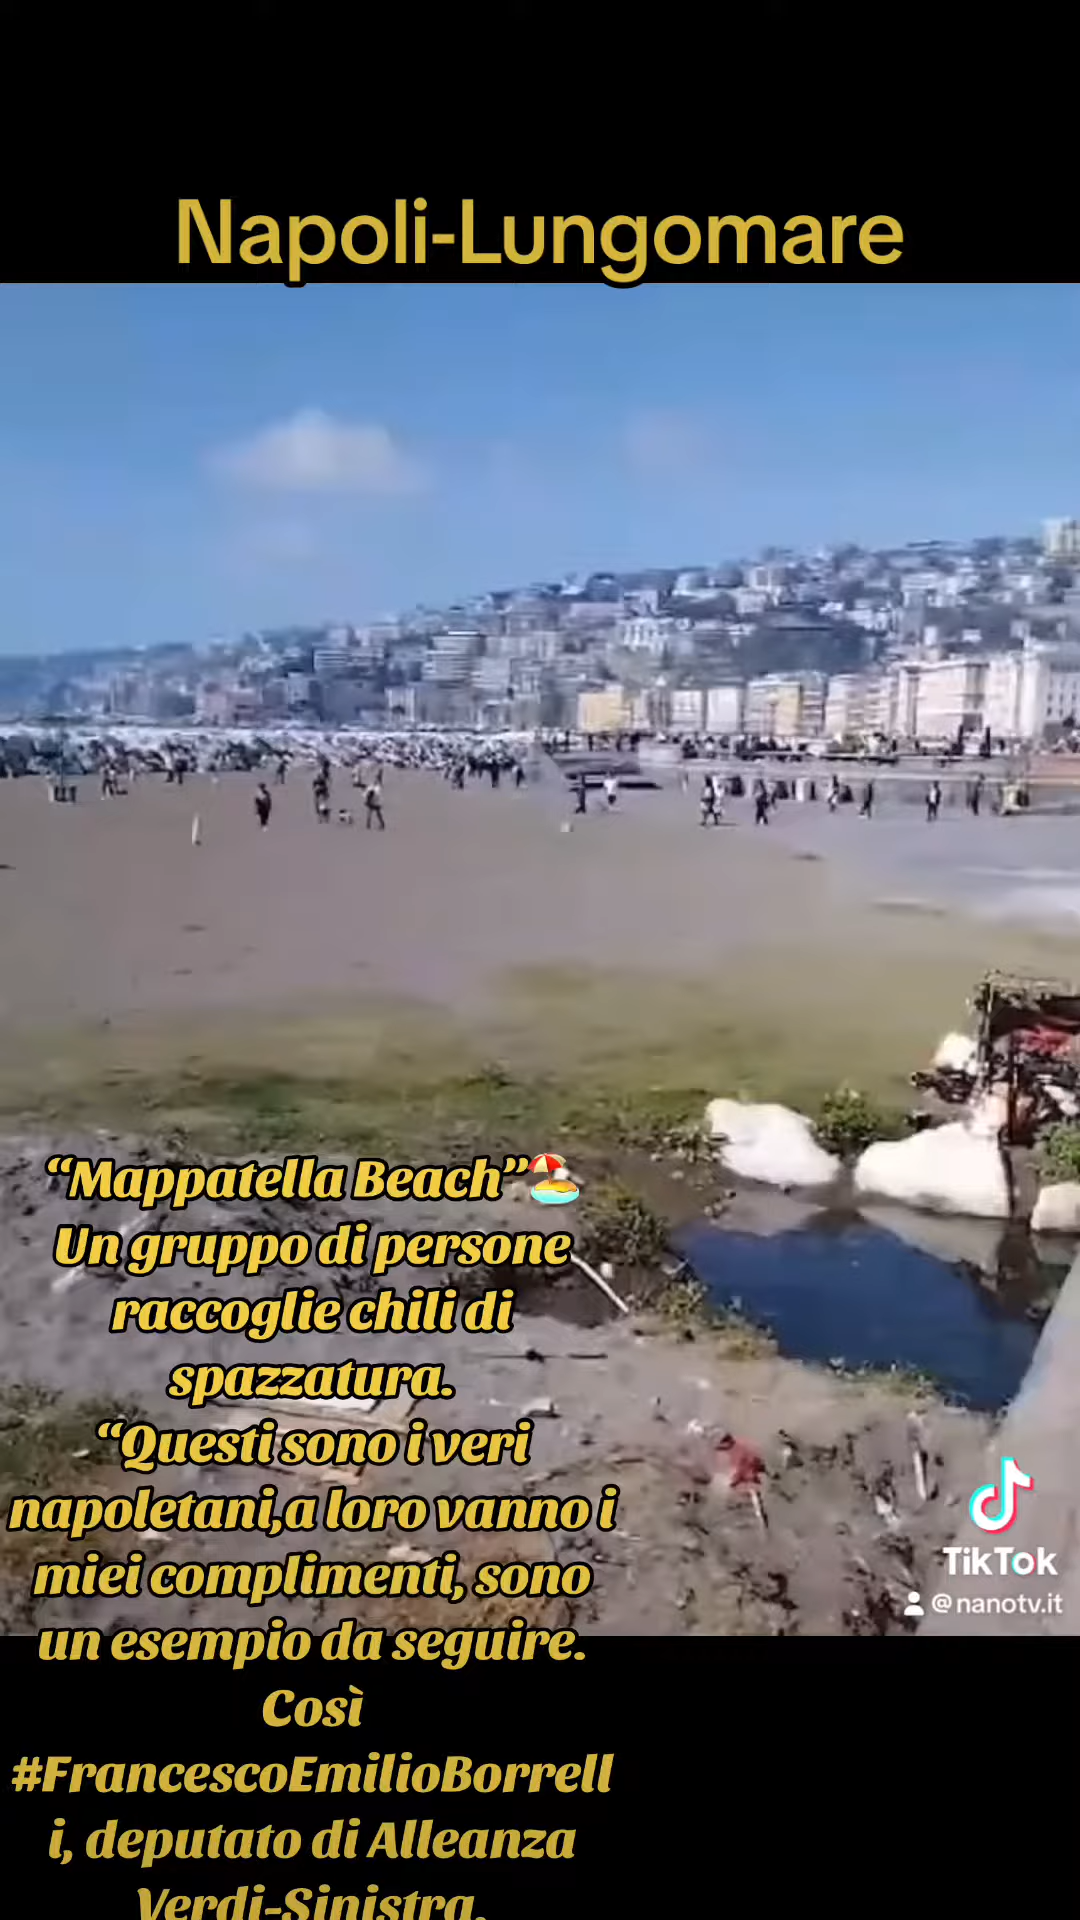 Napoli-Lungomare
“Mappatella Beach”🏖️
Un gruppo di persone
raccoglie chili di
spazzatura.
“Questi sono i veri
napoletani,a loro vanno i
miei complimenti, sono
un esempio da seguire.
Così
#FrancescoEmilioBorrell
i, deputato di Alleanza
Verdi-Sinistra.
TikTok
@nanotv.it